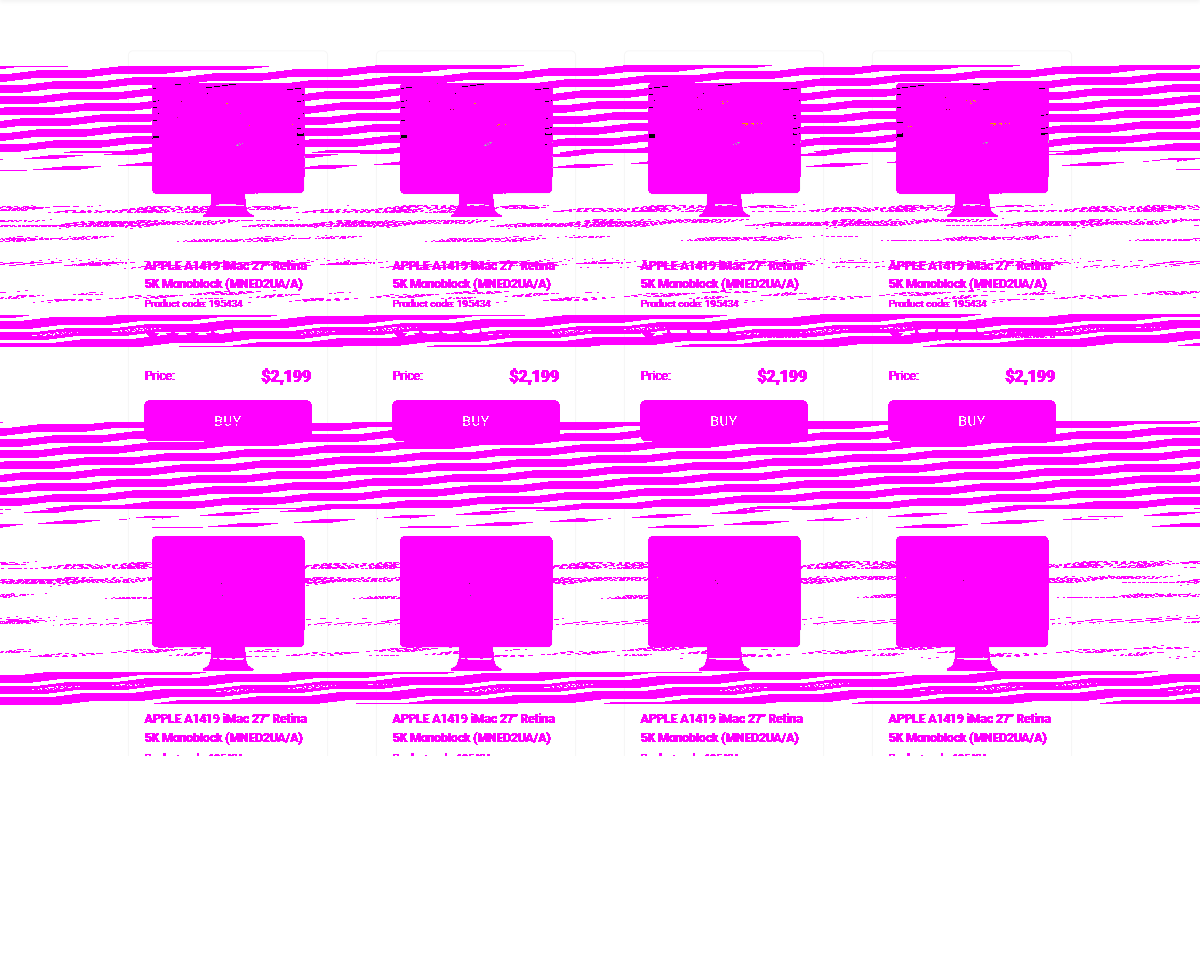 APPLE A1419 iMac 27" Retina APPLE A1419 iMac 27" Retina APPLE A1419 iMac 27" Retina APPLE A1419 iMac 27" Retina
5K Monoblock (MNED2UA/A) 5K Monoblock (MNED2UA/A) 5K Monoblock (MNED2UA/A) 5K Monoblock (MNED2UA/A)
Product code: 195434 Product code: 195434 Product code: 195434 Product code: 195434
Price: $2,199 Price: $2,199 Price: $2,199 Price: $2,199
BUY BUY BUY BUY
APPLE A1419 iMac 27" Retina APPLE A1419 iMac 27" Retina APPLE A1419 iMac 27" Retina APPLE A1419 iMac 27" Retina
5K Monoblock (MNED2UA/A) 5K Monoblock (MNED2UA/A) 5K Monoblock (MNED2UA/A) 5K Monoblock (MNED2UA/A)